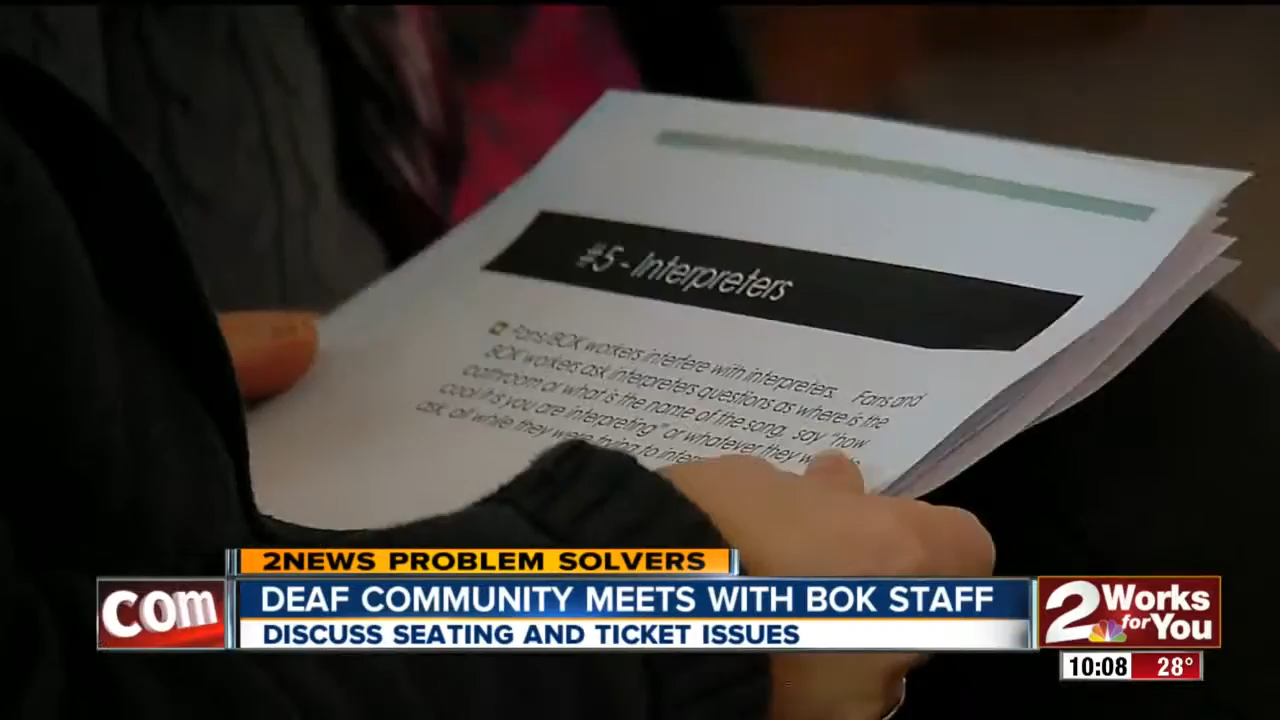 #5 - Interpreters
Fans/BOK workers interfere with interpreters. Fans and
BOK workers ask interpreters questions as where is the
bathroom or what is the name of the song, say "how
cool it is you are interpreting" or whatever they
ask, all while they were trying to
2NEWS PROBLEM SOLVERS
COM
DEAF COMMUNITY MEETS WITH BOK STAFF
DISCUSS SEATING AND TICKET ISSUES
2 Works
for You
10:08 28°